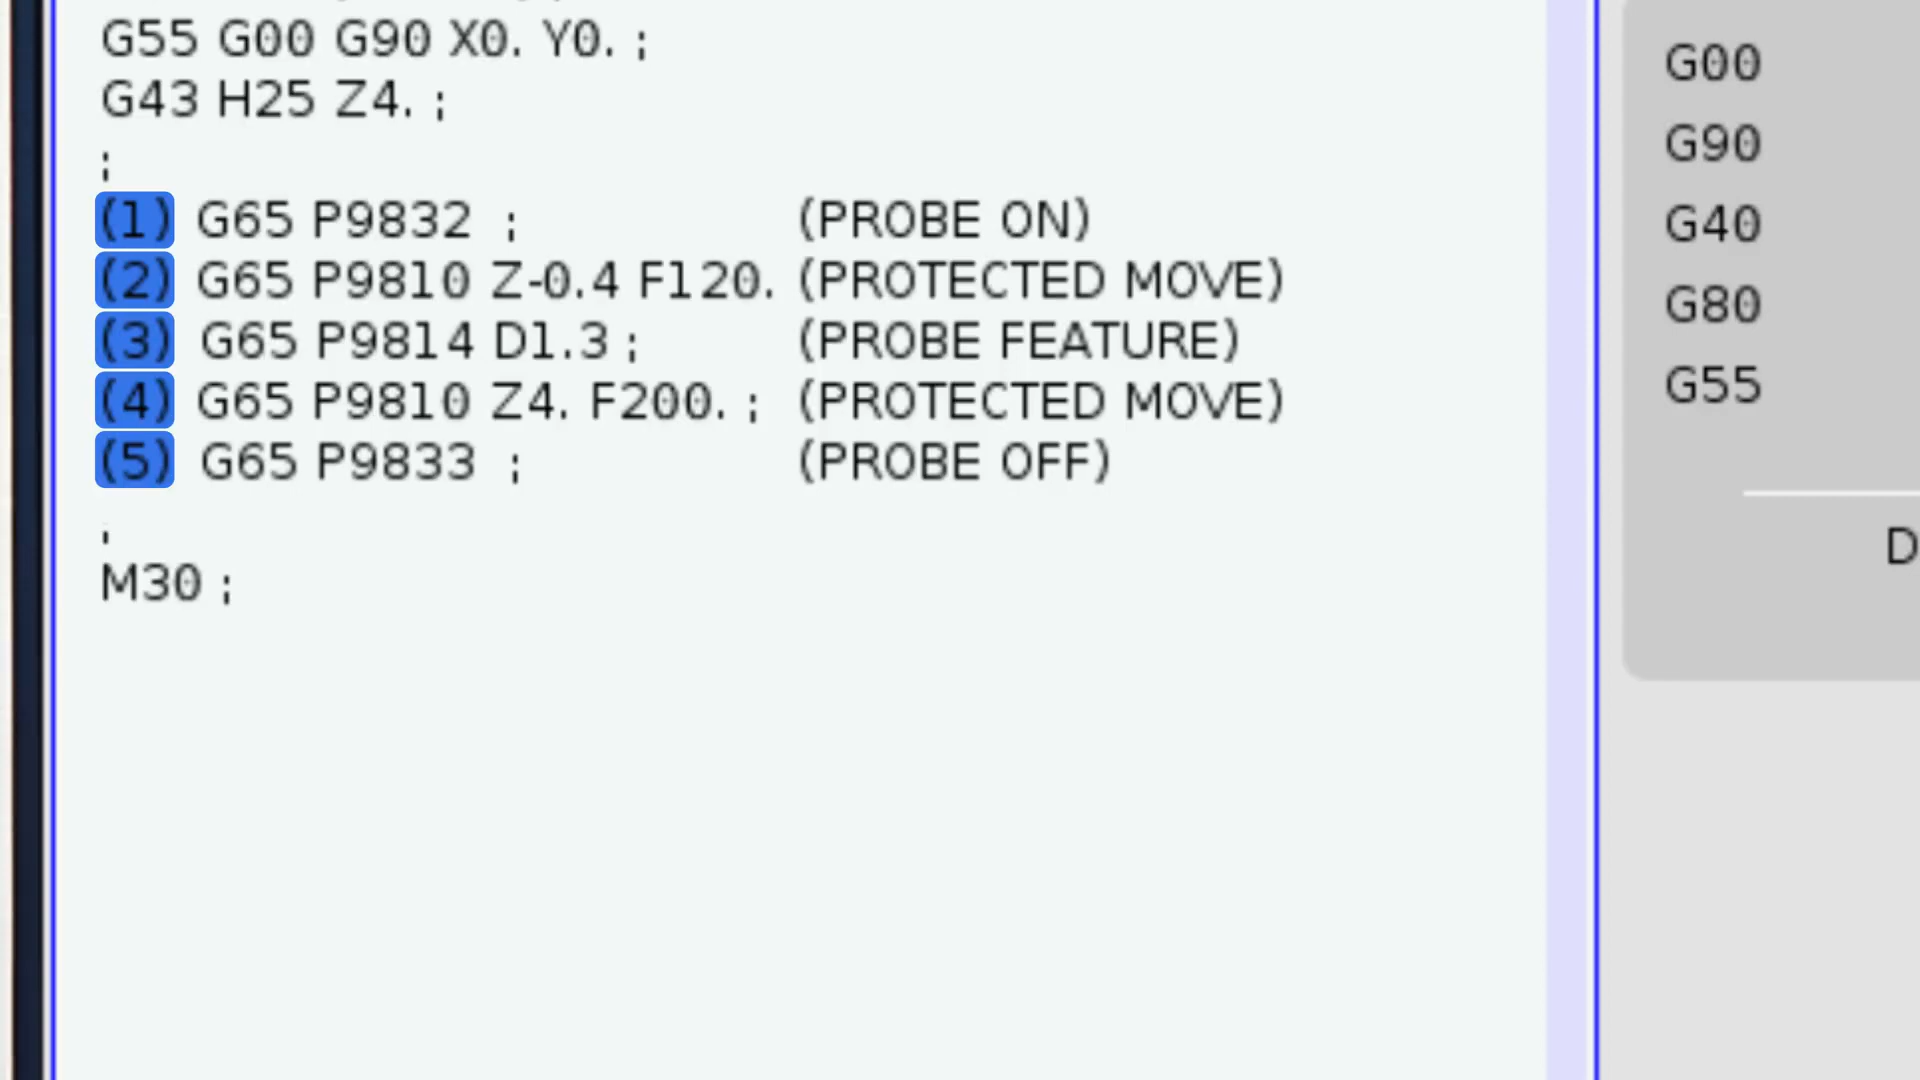 G55 G00 G90 X0. Y0. ;
G43 H25 Z4. ;
;
(1) G65 P9832 ; (PROBE ON)
(2) G65 P9810 Z-0.4 F120. (PROTECTED MOVE)
(3) G65 P9814 D1.3 ; (PROBE FEATURE)
(4) G65 P9810 Z4. F200. ; (PROTECTED MOVE)
(5) G65 P9833 ; (PROBE OFF)
;
M30 ;
G00
G90
G40
G80
G55
D